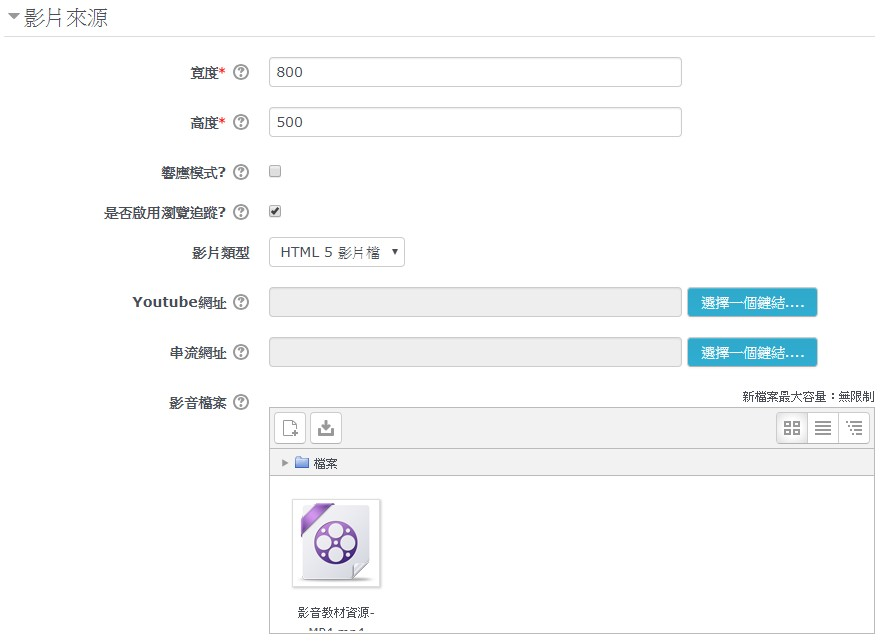 影片來源
寬度*
800
高度*
500
響應模式?
是否啟用瀏覽追蹤?
影片類型
HTML 5 影片檔
Youtube網址
選擇一個鏈結....
串流網址
選擇一個鏈結....
影音檔案
新檔案最大容量：無限制
檔案
影音教材資源-
MP4.mp4